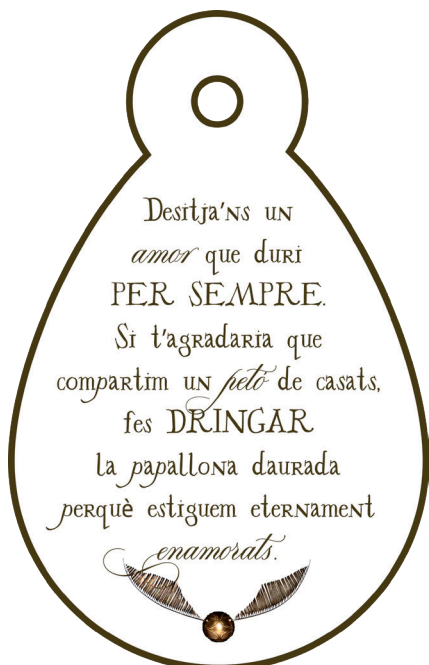 Desitja'ns un
amor que duri
PER SEMPRE.
Si t'agradaria que
compartim un petó de casats,
fes DRINGAR
la papallona daurada
perquè estiguem eternament
enamorats.